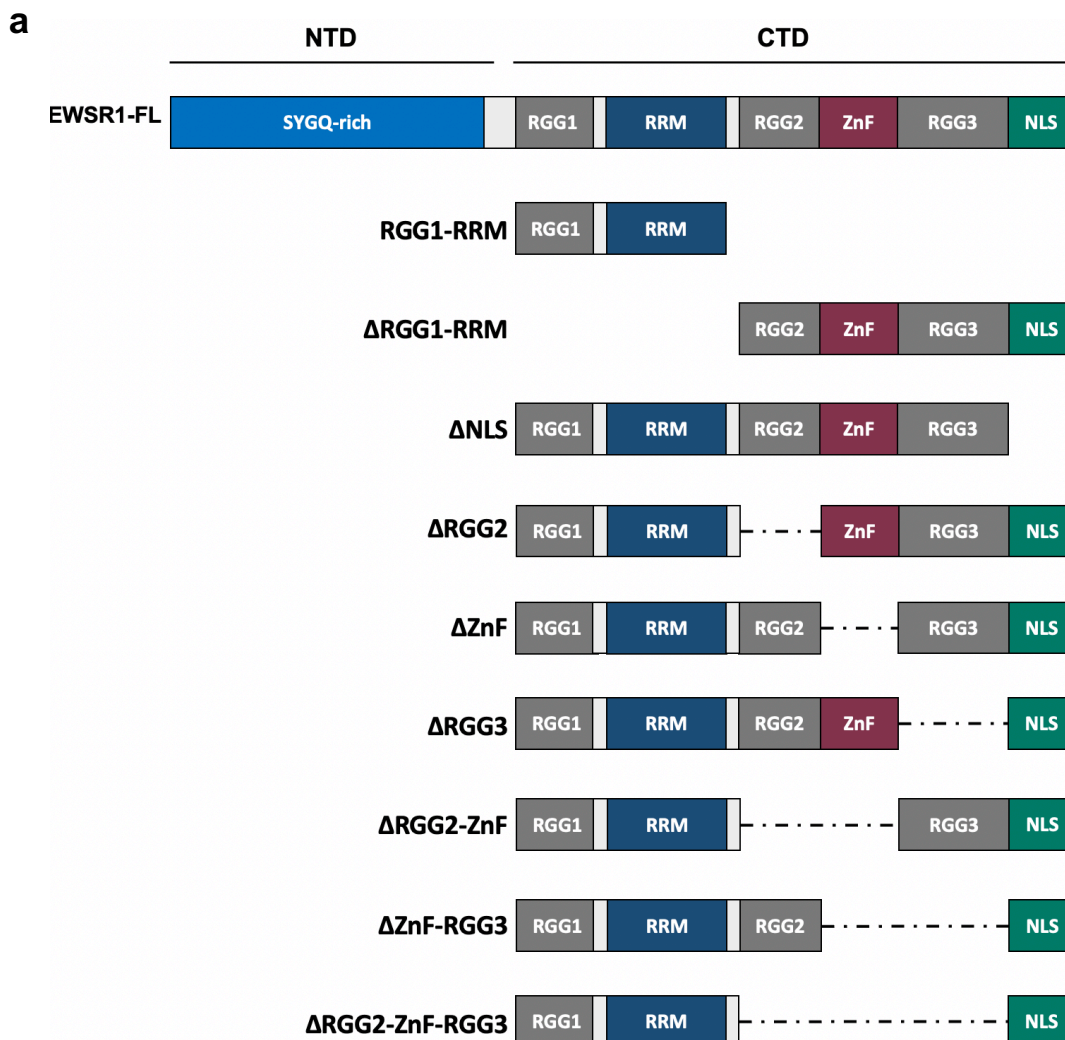 a
NTD CTD
EWSR1-FL SYGQ-rich RGG1 RRM RGG2 ZnF RGG3 NLS
RGG1-RRM RGG1 RRM
ΔRGG1-RRM RGG2 ZnF RGG3 NLS
ΔNLS RGG1 RRM RGG2 ZnF RGG3
ΔRGG2 RGG1 RRM ZnF RGG3 NLS
ΔZnF RGG1 RRM RGG2 RGG3 NLS
ΔRGG3 RGG1 RRM RGG2 ZnF NLS
ΔRGG2-ZnF RGG1 RRM RGG3 NLS
ΔZnF-RGG3 RGG1 RRM RGG2 NLS
ΔRGG2-ZnF-RGG3 RGG1 RRM NLS